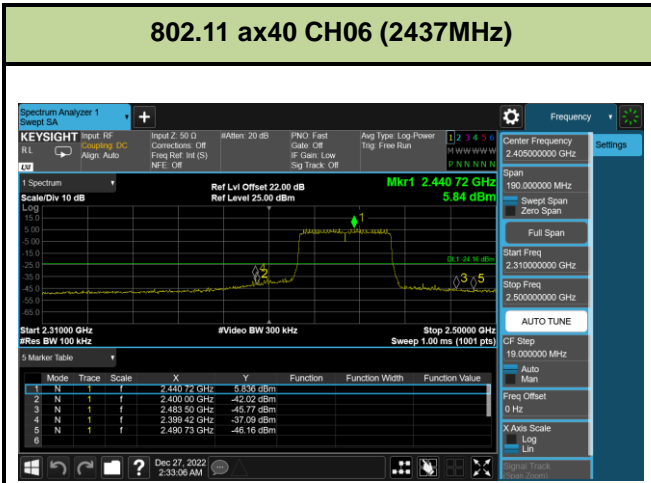 802.11 ax40 CH06 (2437MHz)
Spectrum Analyzer 1
Swept SA
+
Frequency
KEYSIGHT
RL
LXI
Input: RF
Coupling: DC
Align: Auto
Input Z: 50 Ω
Corrections: Off
Freq Ref: Int (S)
NFE: Off
#Atten: 20 dB
PNO: Fast
Gate: Off
IF Gain: Low
Sig Track: Off
Avg Type: Log-Power
Trig: Free Run
1 2 3 4 5 6
M W W W W W
P N N N N N
1 Spectrum
Scale/Div 10 dB
Log
Ref Lvl Offset 22.00 dB
Ref Level 25.00 dBm
Mkr1 2.440 72 GHz
5.84 dBm
15.0
5.00
-5.00
-15.0
-25.0
-35.0
-45.0
-55.0
-65.0
1
DL1 -24.16 dBm
4
2
3
5
Start 2.31000 GHz
#Res BW 100 kHz
#Video BW 300 kHz
Stop 2.50000 GHz
Sweep 1.00 ms (1001 pts)
5 Marker Table
Mode Trace Scale X Y Function Function Width Function Value
1 N 1 f 2.440 72 GHz 5.836 dBm
2 N 1 f 2.400 00 GHz -42.02 dBm
3 N 1 f 2.483 50 GHz -45.77 dBm
4 N 1 f 2.399 42 GHz -37.09 dBm
5 N 1 f 2.490 73 GHz -46.16 dBm
6
Dec 27, 2022
2:33:06 AM
?
Center Frequency
2.405000000 GHz
Settings
Span
190.000000 MHz
Swept Span
Zero Span
Full Span
Start Freq
2.310000000 GHz
Stop Freq
2.500000000 GHz
AUTO TUNE
CF Step
19.000000 MHz
Auto
Man
Freq Offset
0 Hz
X Axis Scale
Log
Lin
Signal Track
(Span Zoom)